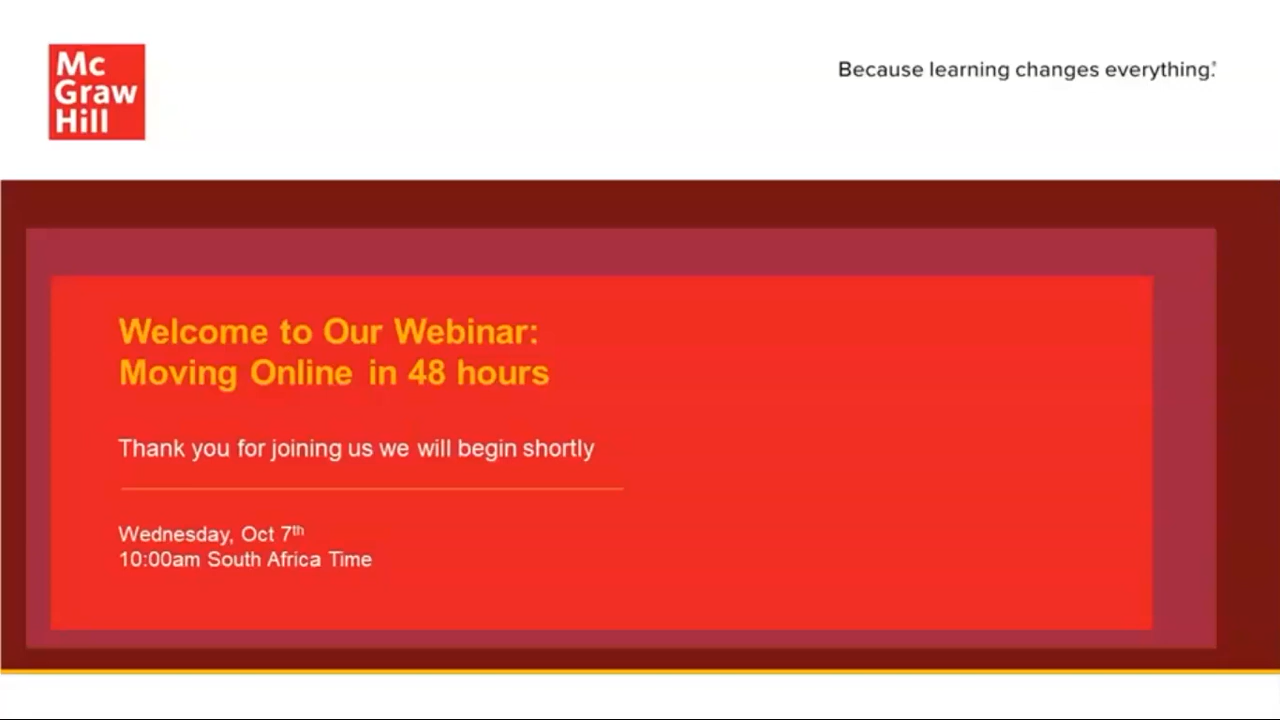 Mc
Graw
Hill
Because learning changes everything.®
Welcome to Our Webinar:
Moving Online in 48 hours
Thank you for joining us we will begin shortly
Wednesday, Oct 7th
10:00am South Africa Time